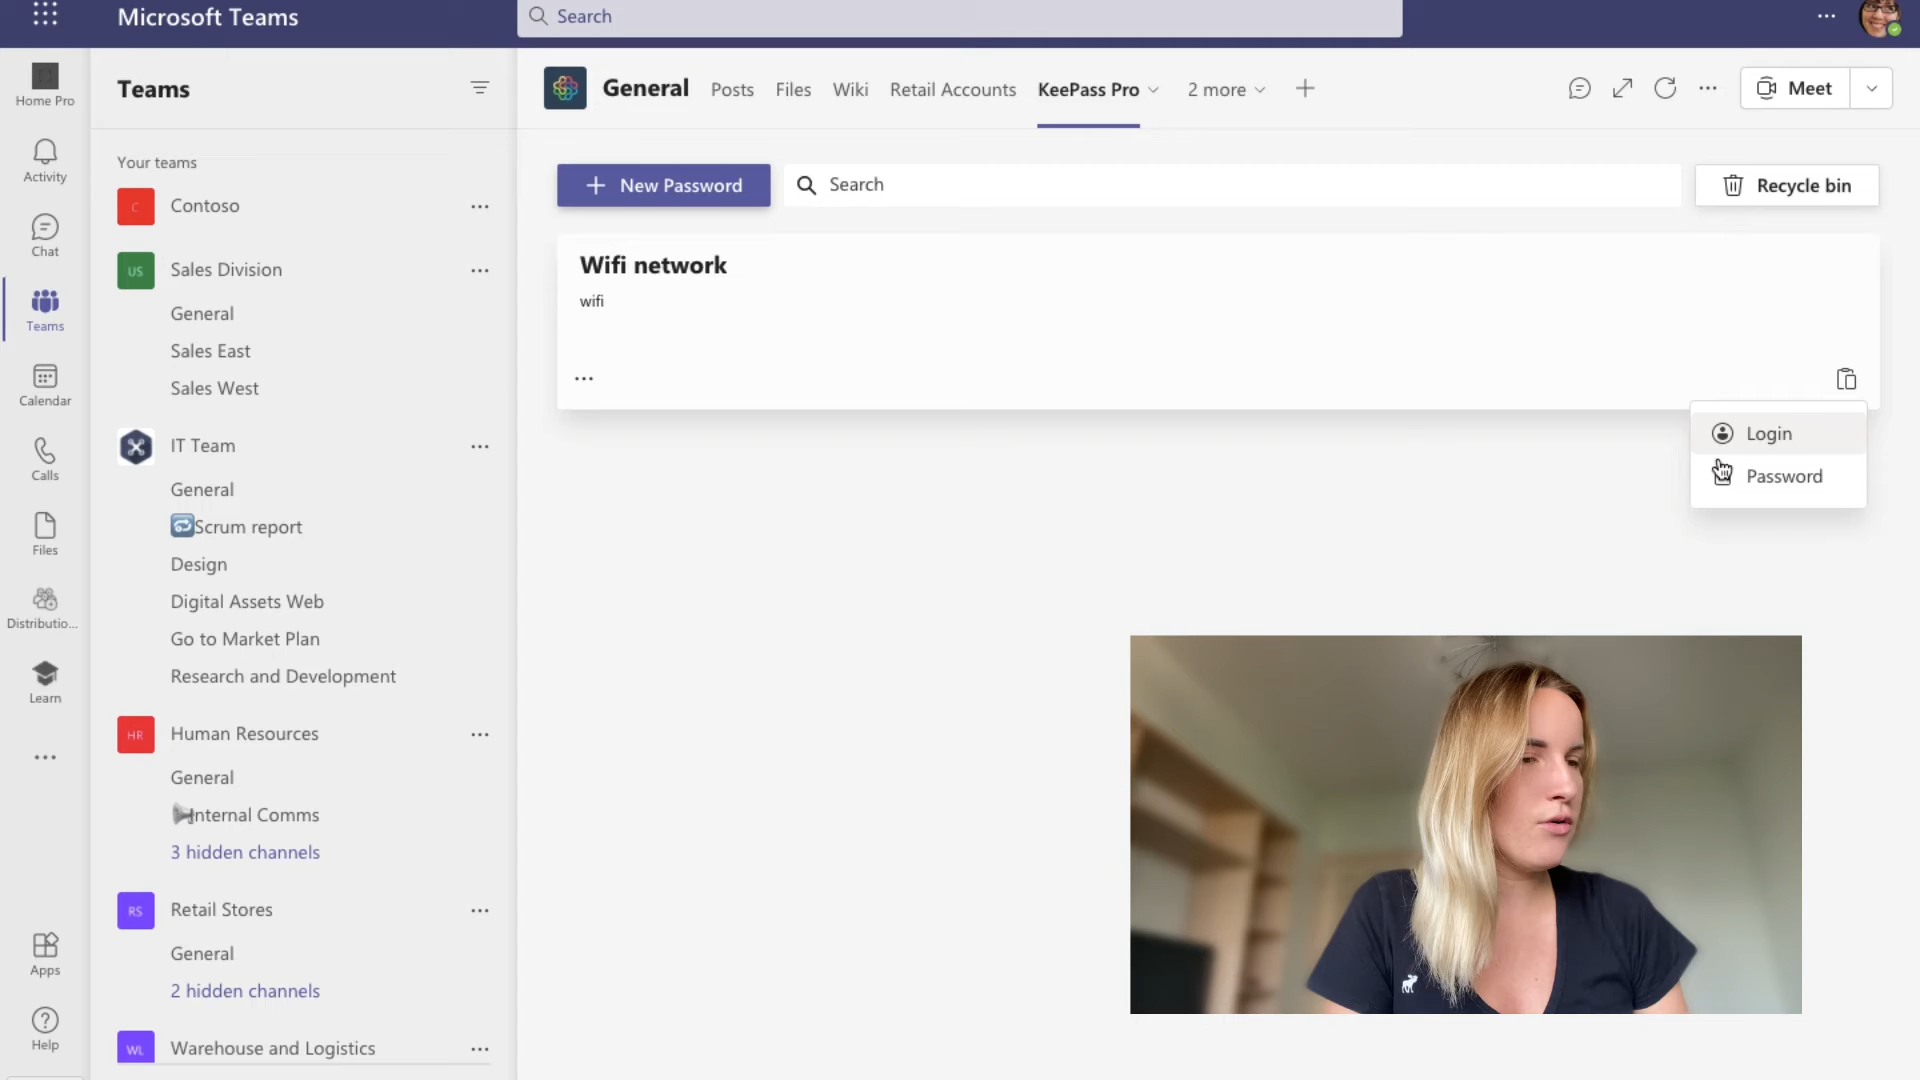 Microsoft Teams
Search
Home Pro
Activity
Chat
Teams
Calendar
Calls
Files
Distributio...
Learn
Apps
Help
Teams
Your teams
C
Contoso
US
Sales Division
General
Sales East
Sales West
IT Team
General
Scrum report
Design
Digital Assets Web
Go to Market Plan
Research and Development
HR
Human Resources
General
Internal Comms
3 hidden channels
RS
Retail Stores
General
2 hidden channels
WL
Warehouse and Logistics
General Posts Files Wiki Retail Accounts KeePass Pro 2 more
Meet
New Password
Search
Recycle bin
Wifi network
wifi
Login
Password